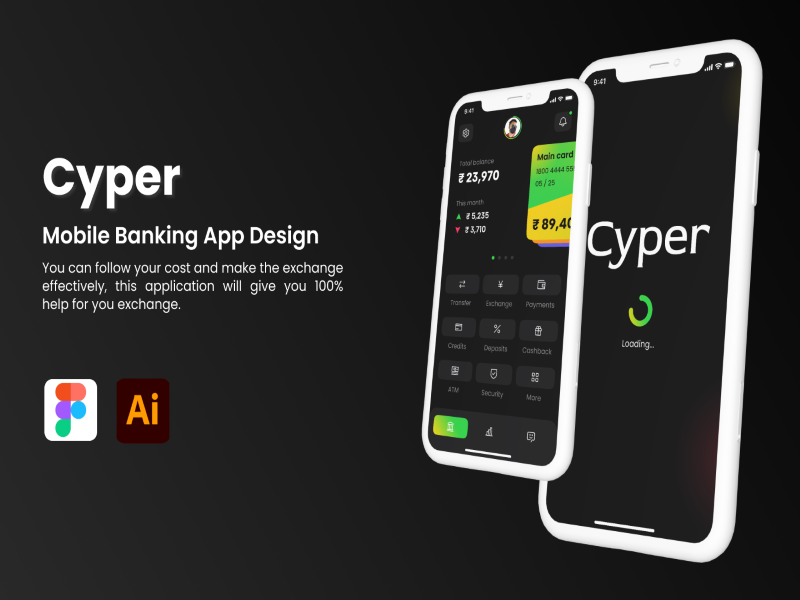 Cyper
Mobile Banking App Design
You can follow your cost and make the exchange
effectively, this application will give you 100%
help for you exchange.
Ai
9:41
Total balance
₹ 23,970
This month
₹ 5,235
₹ 3,710
Main card
1800 4444 55
05 / 25
₹ 89,40
Transfer
Exchange
Payments
Credits
Deposits
Cashback
ATM
Security
More
9:41
Cyper
Loading...